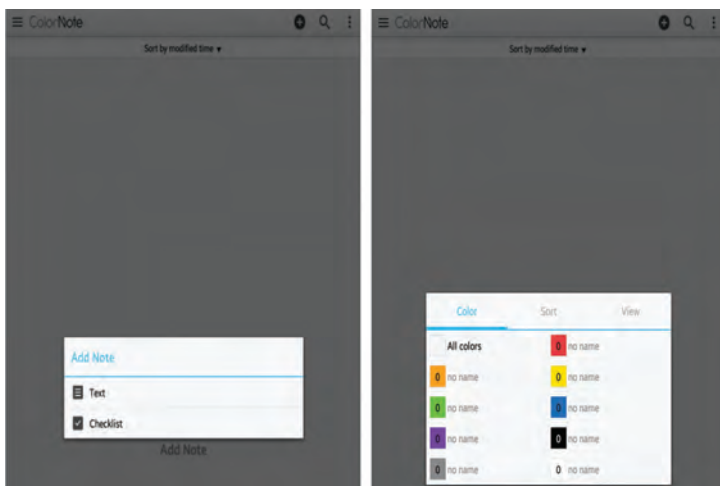 ColorNote
Sort by modified time
Add Note
Text
Checklist
Add Note
ColorNote
Sort by modified time
Color Sort View
All colors 0 no name
0 no name 0 no name
0 no name 0 no name
0 no name 0 no name
0 no name 0 no name